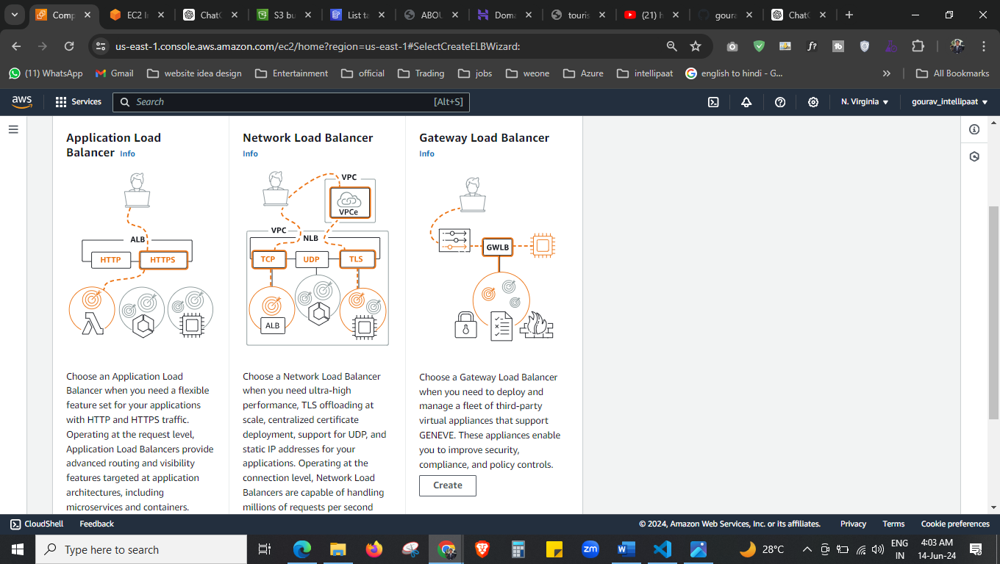 Comp
EC2 In
ChatG
S3 bu
List ta
ABOU
Doma
touris
(21) h
goura
ChatG
us-east-1.console.aws.amazon.com/ec2/home?region=us-east-1#SelectCreateELBWizard:
(11) WhatsApp
Gmail
website idea design
Entertainment
official
Trading
jobs
weone
Azure
intellipaat
english to hindi - G...
All Bookmarks
aws
Services
Search
[Alt+S]
N. Virginia
gourav_intellipaat
Application Load
Balancer Info
ALB
HTTP
HTTPS
Choose an Application Load
Balancer when you need a flexible
feature set for your applications
with HTTP and HTTPS traffic.
Operating at the request level,
Application Load Balancers provide
advanced routing and visibility
features targeted at application
architectures, including
microservices and containers.
Network Load Balancer
Info
VPC
VPCe
VPC
NLB
TCP
UDP
TLS
ALB
Choose a Network Load Balancer
when you need ultra-high
performance, TLS offloading at
scale, centralized certificate
deployment, support for UDP, and
static IP addresses for your
applications. Operating at the
connection level, Network Load
Balancers are capable of handling
millions of requests per second
Gateway Load Balancer
Info
GWLB
Choose a Gateway Load Balancer
when you need to deploy and
manage a fleet of third-party
virtual appliances that support
GENEVE. These appliances enable
you to improve security,
compliance, and policy controls.
Create
CloudShell
Feedback
© 2024, Amazon Web Services, Inc. or its affiliates.
Privacy
Terms
Cookie preferences
Type here to search
28°C
ENG
IN
4:03 AM
14-Jun-24